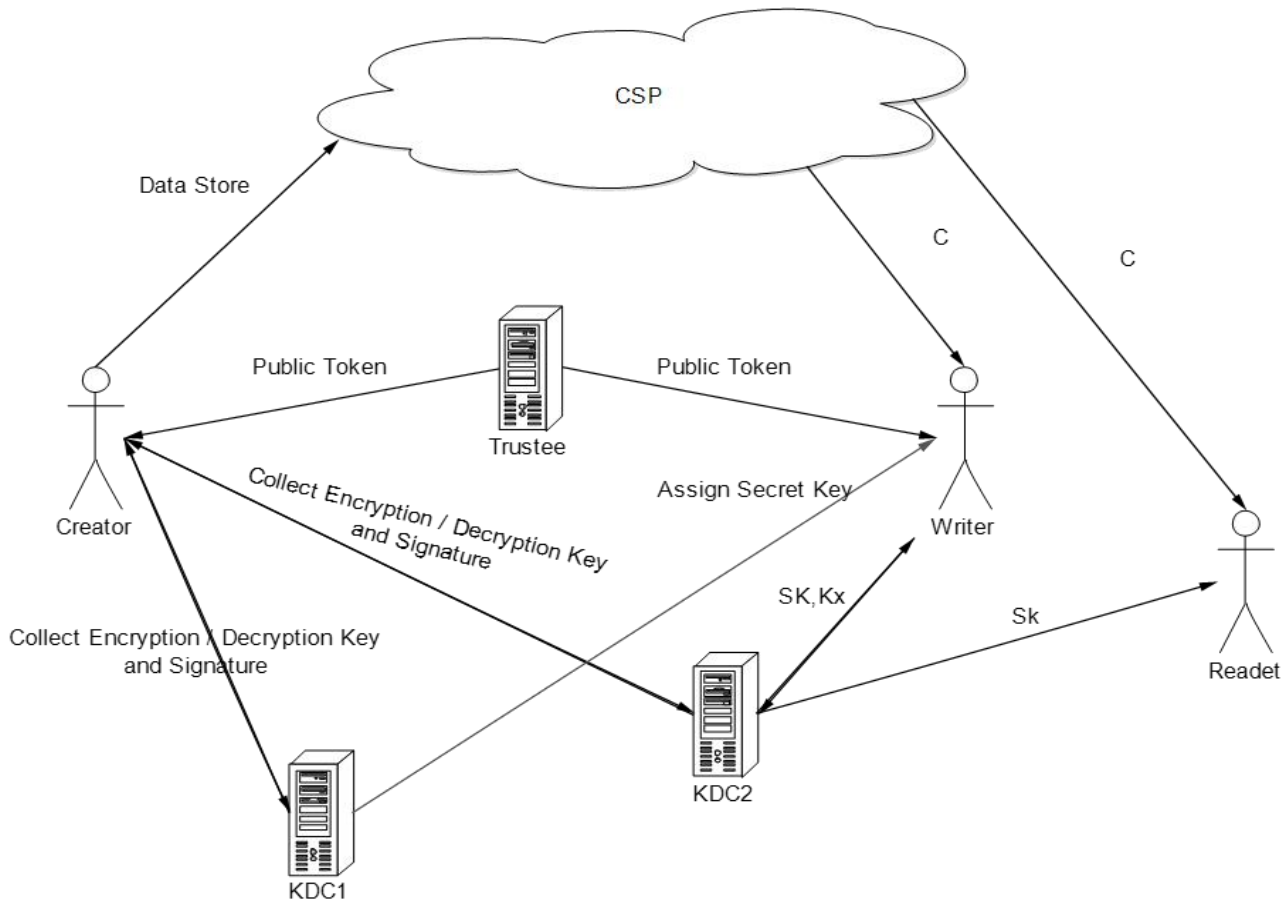 CSP
Data Store
C
C
Public Token
Public Token
Trustee
Creator
Collect Encryption / Decryption Key
and Signature
Assign Secret Key
Writer
SK,Kx
Sk
Collect Encryption / Decryption Key
and Signature
Readet
KDC2
KDC1